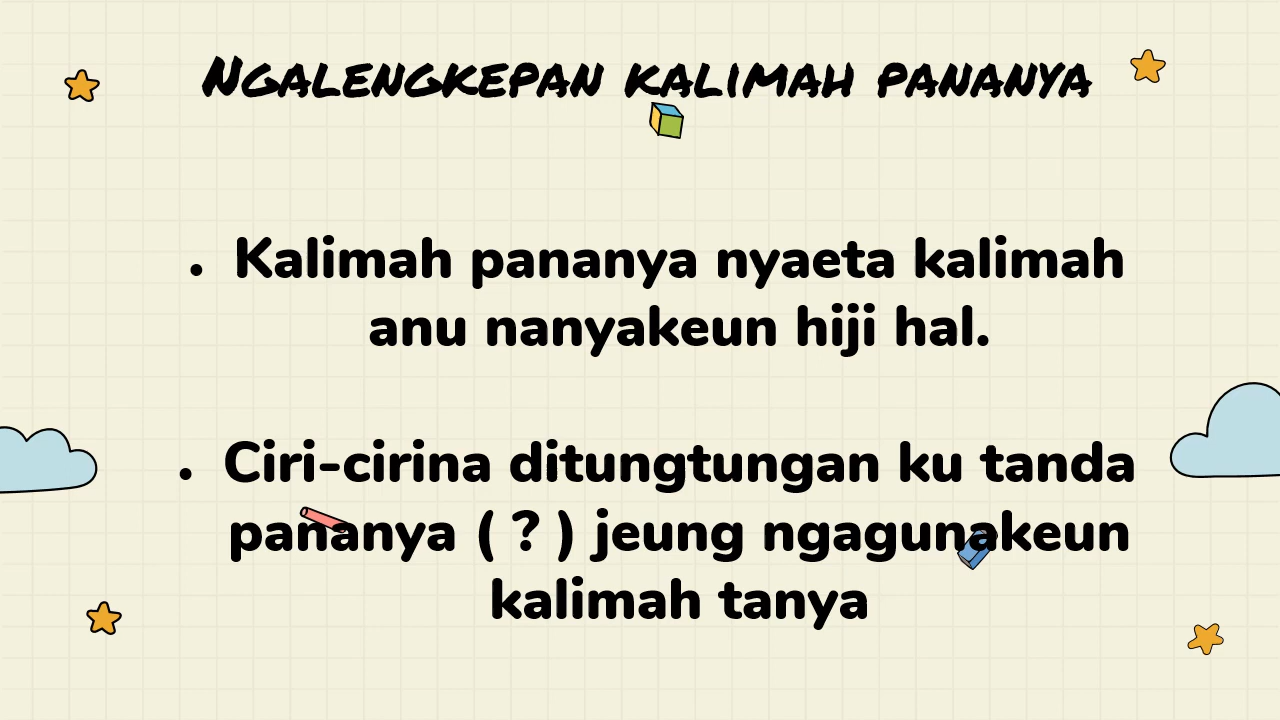 Ngalengkepan kalimah pananya
• Kalimah pananya nyaeta kalimah
anu nanyakeun hiji hal.
• Ciri-cirina ditungtungan ku tanda
pananya ( ? ) jeung ngagunakeun
kalimah tanya